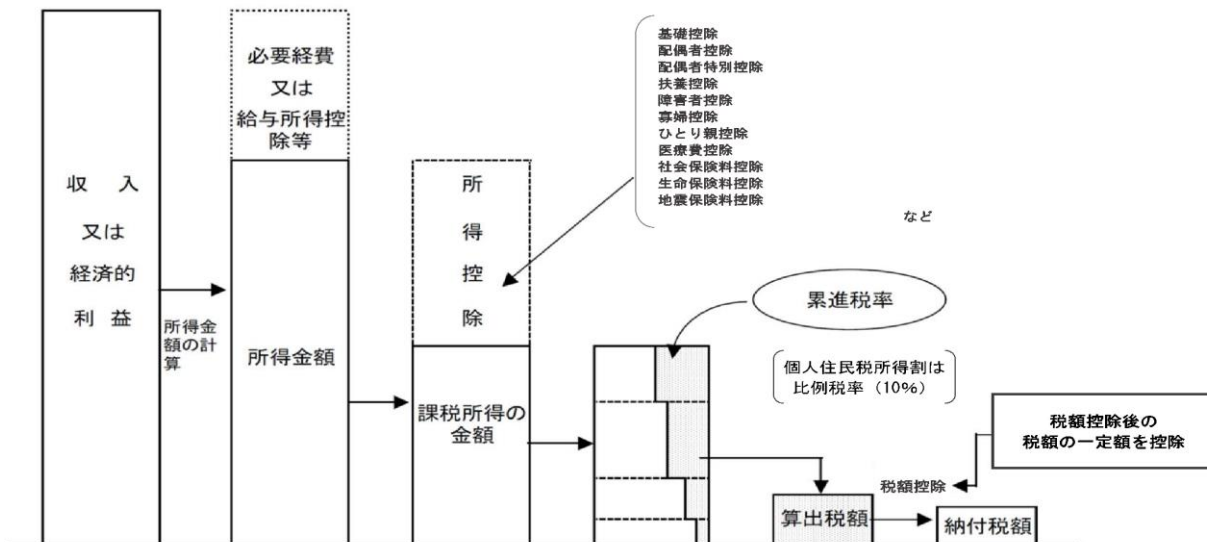 収 入
又は
経済的
利 益
所得金
額の計
算
必要経費
又は
給与所得控
除等
所得金額
所
得
控
除
課税所得の
金額
基礎控除
配偶者控除
配偶者特別控除
扶養控除
障害者控除
寡婦控除
ひとり親控除
医療費控除
社会保険料控除
生命保険料控除
地震保険料控除
など
累進税率
個人住民税所得割は
比例税率(10%)
税額控除後の
税額の一定額を控除
税額控除
算出税額
納付税額